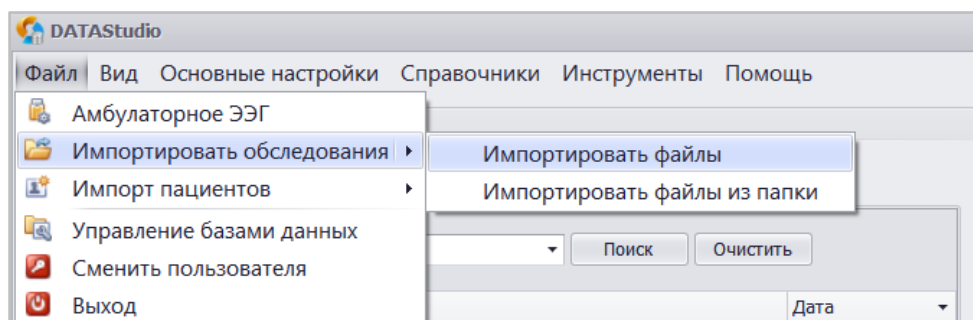 DATAStudio
Файл Вид Основные настройки Справочники Инструменты Помощь
Амбулаторное ЭЭГ
Импортировать обследования
Импортировать файлы
Импорт пациентов
Импортировать файлы из папки
Управление базами данных
Поиск Очистить
Сменить пользователя
Выход
Дата